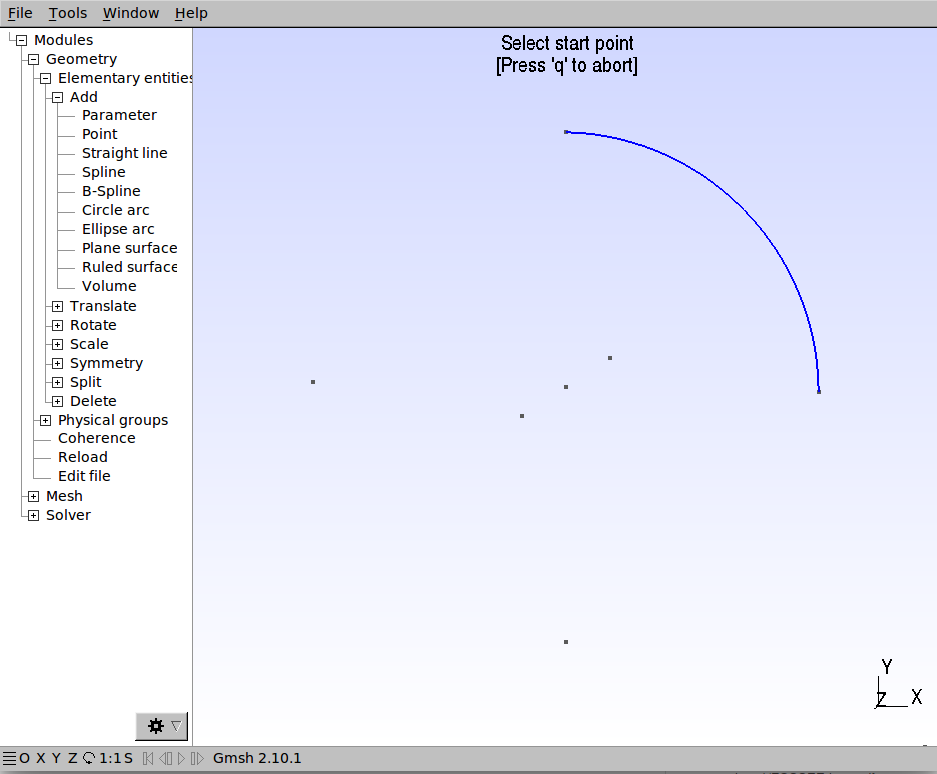 File Tools Window Help
Modules
Geometry
Elementary entities
Add
Parameter
Point
Straight line
Spline
B-Spline
Circle arc
Ellipse arc
Plane surface
Ruled surface
Volume
Translate
Rotate
Scale
Symmetry
Split
Delete
Physical groups
Coherence
Reload
Edit file
Mesh
Solver
Select start point
[Press 'q' to abort]
Y
Z X
O X Y Z 1:1 S Gmsh 2.10.1